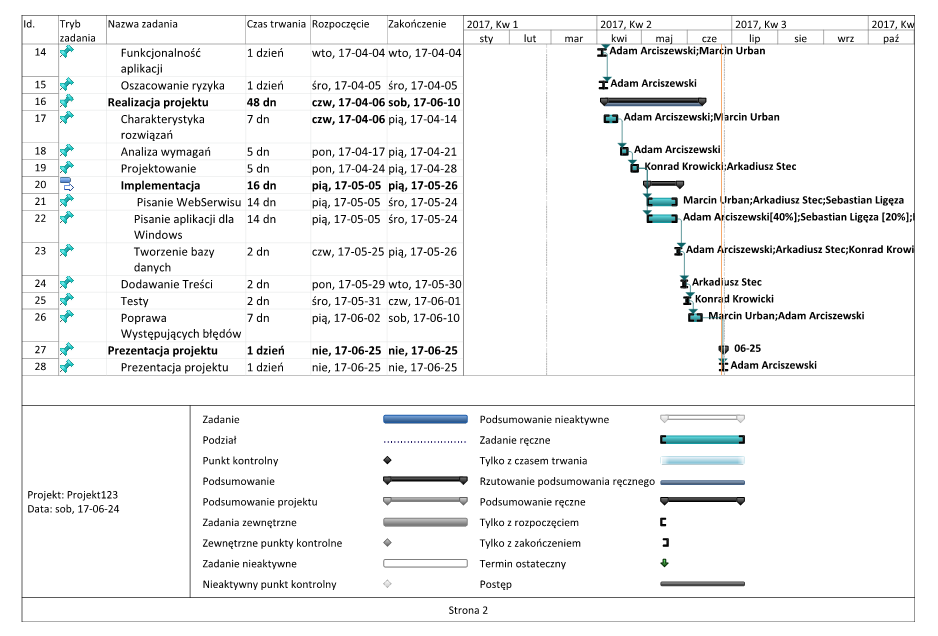 Id. Tryb zadania Nazwa zadania Czas trwania Rozpoczęcie Zakończenie 2017, Kw 1 2017, Kw 2 2017, Kw 3 2017, Kw
sty lut mar kwi maj cze lip sie wrz paź
14 Funkcjonalność aplikacji 1 dzień wto, 17-04-04 wto, 17-04-04 Adam Arciszewski;Marcin Urban
15 Oszacowanie ryzyka 1 dzień śro, 17-04-05 śro, 17-04-05 Adam Arciszewski
16 Realizacja projektu 48 dn czw, 17-04-06 sob, 17-06-10
17 Charakterystyka rozwiązań 7 dn czw, 17-04-06 pią, 17-04-14 Adam Arciszewski;Marcin Urban
18 Analiza wymagań 5 dn pon, 17-04-17 pią, 17-04-21 Adam Arciszewski
19 Projektowanie 5 dn pon, 17-04-24 pią, 17-04-28 Konrad Krowicki;Arkadiusz Stec
20 Implementacja 16 dn pią, 17-05-05 pią, 17-05-26
21 Pisanie WebSerwisu 14 dn pią, 17-05-05 śro, 17-05-24 Marcin Urban;Arkadiusz Stec;Sebastian Ligęza
22 Pisanie aplikacji dla Windows 14 dn pią, 17-05-05 śro, 17-05-24 Adam Arciszewski[40%];Sebastian Ligęza [20%];
23 Tworzenie bazy danych 2 dn czw, 17-05-25 pią, 17-05-26 Adam Arciszewski;Arkadiusz Stec;Konrad Krowi
24 Dodawanie Treści 2 dn pon, 17-05-29 wto, 17-05-30 Arkadiusz Stec
25 Testy 2 dn śro, 17-05-31 czw, 17-06-01 Konrad Krowicki
26 Poprawa Występujących błędów 7 dn pią, 17-06-02 sob, 17-06-10 Marcin Urban;Adam Arciszewski
27 Prezentacja projektu 1 dzień nie, 17-06-25 nie, 17-06-25 06-25
28 Prezentacja projektu 1 dzień nie, 17-06-25 nie, 17-06-25 Adam Arciszewski
Projekt: Projekt123
Data: sob, 17-06-24
Zadanie
Podział
Punkt kontrolny
Podsumowanie
Podsumowanie projektu
Zadania zewnętrzne
Zewnętrzne punkty kontrolne
Zadanie nieaktywne
Nieaktywny punkt kontrolny
Podsumowanie nieaktywne
Zadanie ręczne
Tylko z czasem trwania
Rzutowanie podsumowania ręcznego
Podsumowanie ręczne
Tylko z rozpoczęciem
Tylko z zakończeniem
Termin ostateczny
Postęp
Strona 2